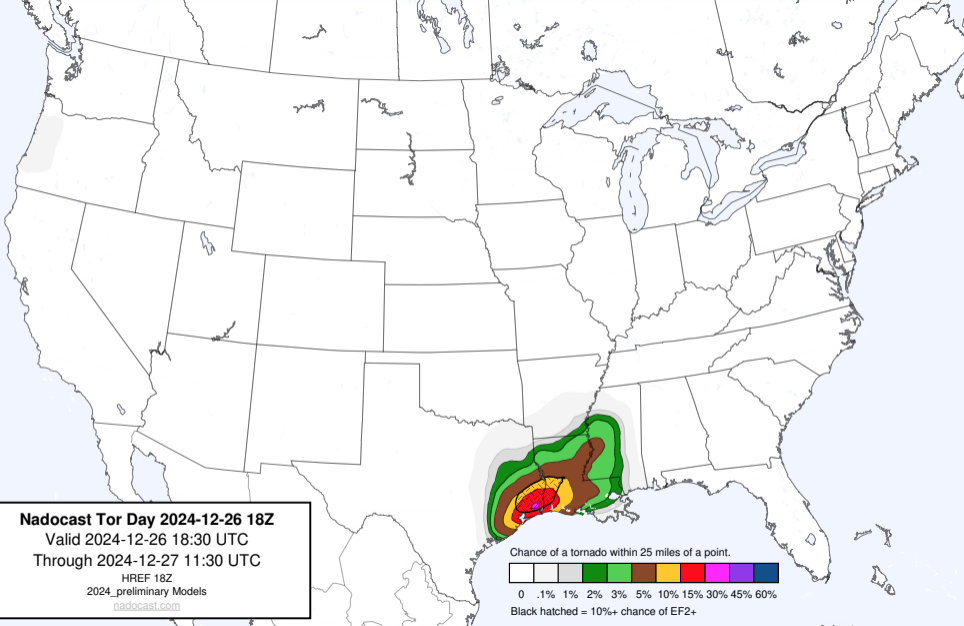 Nadocast Tor Day 2024-12-26 18Z
Valid 2024-12-26 18:30 UTC
Through 2024-12-27 11:30 UTC
HREF 18Z
2024_preliminary Models
nadocast.com
Chance of a tornado within 25 miles of a point.
0 .1% 1% 2% 3% 5% 10% 15% 30% 45% 60%
Black hatched = 10%+ chance of EF2+